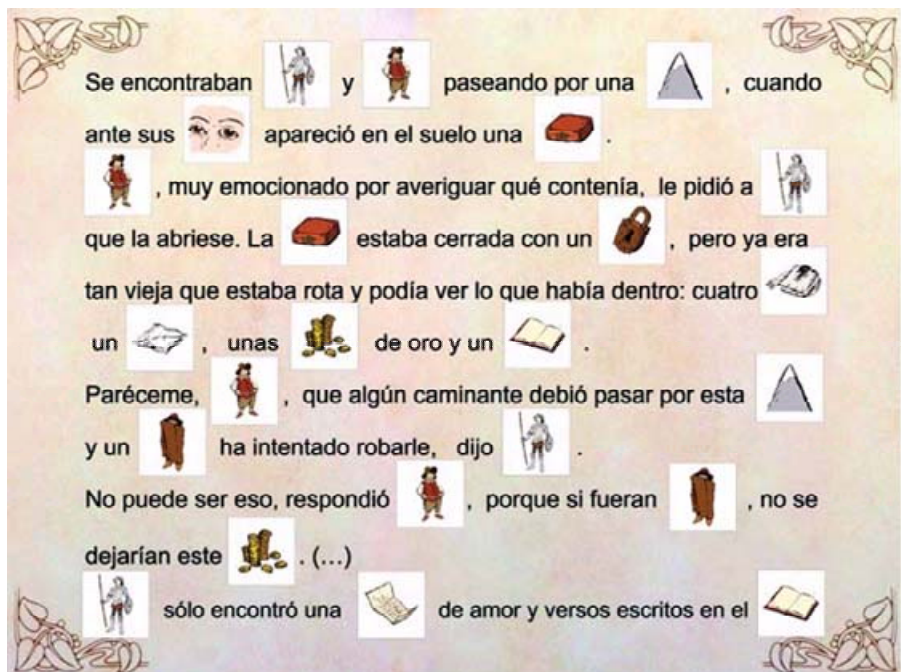 Se encontraban y paseando por una , cuando
ante sus apareció en el suelo una .
, muy emocionado por averiguar qué contenía, le pidió a
que la abriese. La estaba cerrada con un , pero ya era
tan vieja que estaba rota y podía ver lo que había dentro: cuatro
un , unas de oro y un .
Paréceme, , que algún caminante debió pasar por esta
y un ha intentado robarle, dijo .
No puede ser eso, respondió , porque si fueran , no se
dejarían este . (...)
sólo encontró una de amor y versos escritos en el